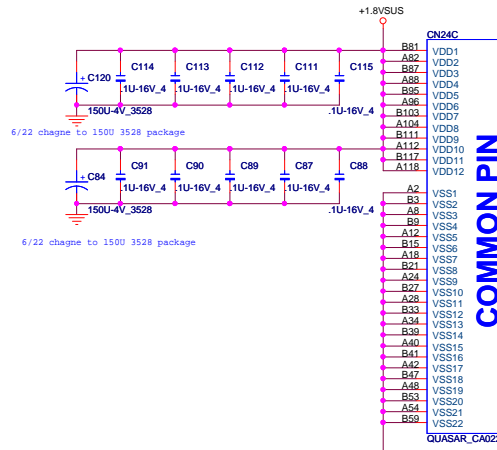 +1.8VSUS
CN24C
B81 VDD1
A82 VDD2
B87 VDD3
A88 VDD4
B95 VDD5
A96 VDD6
B103 VDD7
A104 VDD8
B111 VDD9
A112 VDD10
B117 VDD11
A118 VDD12
C120
150U-4V_3528
C114
.1U-16V_4
C113
.1U-16V_4
C112
.1U-16V_4
C111
.1U-16V_4
C115
.1U-16V_4
6/22 chagne to 150U 3528 package
C84
150U-4V_3528
C91
.1U-16V_4
C90
.1U-16V_4
C89
.1U-16V_4
C87
.1U-16V_4
C88
.1U-16V_4
6/22 chagne to 150U 3528 package
A2 VSS1
B3 VSS2
A8 VSS3
B9 VSS4
A12 VSS5
B15 VSS6
A18 VSS7
B21 VSS8
A24 VSS9
B27 VSS10
A28 VSS11
B33 VSS12
A34 VSS13
B39 VSS14
A40 VSS15
B41 VSS16
A42 VSS17
B47 VSS18
A48 VSS19
B53 VSS20
A54 VSS21
B59 VSS22
COMMON PIN